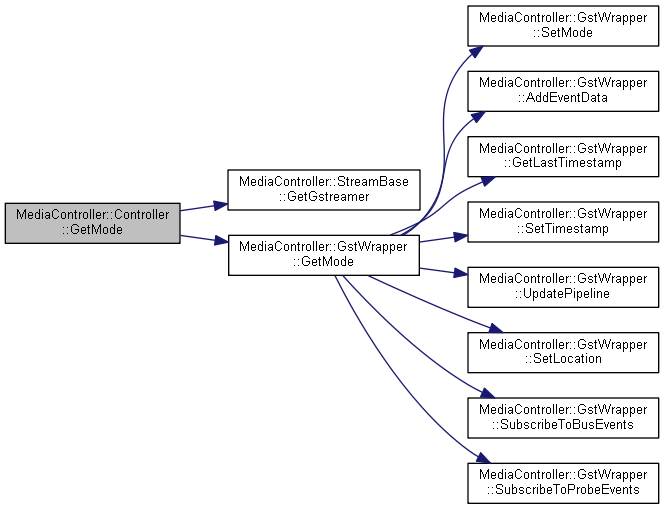 MediaController::Controller
::GetMode
MediaController::StreamBase
::GetGstreamer
MediaController::GstWrapper
::GetMode
MediaController::GstWrapper
::SetMode
MediaController::GstWrapper
::AddEventData
MediaController::GstWrapper
::GetLastTimestamp
MediaController::GstWrapper
::SetTimestamp
MediaController::GstWrapper
::UpdatePipeline
MediaController::GstWrapper
::SetLocation
MediaController::GstWrapper
::SubscribeToBusEvents
MediaController::GstWrapper
::SubscribeToProbeEvents